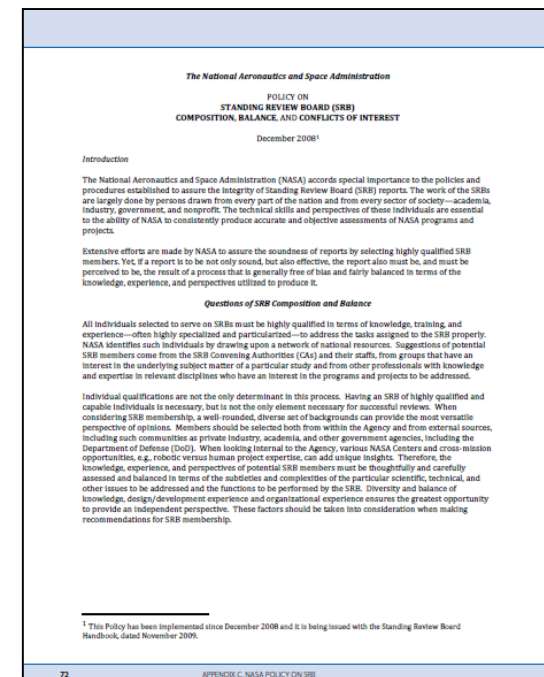 The National Aeronautics and Space Administration
POLICY ON
STANDING REVIEW BOARD (SRB)
COMPOSITION, BALANCE, AND CONFLICTS OF INTEREST
December 2008¹
Introduction
The National Aeronautics and Space Administration (NASA) accords special importance to the policies and
procedures established to assure the integrity of Standing Review Board (SRB) reports. The work of the SRBs
are largely done by persons drawn from every part of the nation and from every sector of society—academia,
industry, government, and nonprofit. The technical skills and perspectives of these individuals are essential
to the ability of NASA to consistently produce accurate and objective assessments of NASA programs and
projects.
Extensive efforts are made by NASA to assure the soundness of reports by selecting highly qualified SRB
members. Yet, if a report is to be not only sound, but also effective, the report also must be, and must be
perceived to be, the result of a process that is generally free of bias and fairly balanced in terms of the
knowledge, experience, and perspectives utilized to produce it.
Questions of SRB Composition and Balance
All individuals selected to serve on SRBs must be highly qualified in terms of knowledge, training, and
experience—often highly specialized and particularized—to address the tasks assigned to the SRB properly.
NASA identifies such individuals by drawing upon a network of national resources. Suggestions of potential
SRB members come from the SRB Convening Authorities (CAs) and their staffs, from groups that have an
interest in the underlying subject matter of a particular study and from other professionals with knowledge
and expertise in relevant disciplines who have an interest in the programs and projects to be addressed.
Individual qualifications are not the only determinant in this process. Having an SRB of highly qualified and
capable individuals is necessary, but is not the only element necessary for successful reviews. When
considering SRB membership, a well-rounded, diverse set of backgrounds can provide the most versatile
perspective of opinions. Members should be selected both from within the Agency and from external sources,
including such communities as private industry, academia, and other government agencies, including the
Department of Defense (DoD). When looking internal to the Agency, various NASA Centers and cross-mission
opportunities, e.g., robotic versus human project expertise, can add unique insights. Therefore, the
knowledge, experience, and perspectives of potential SRB members must be thoughtfully and carefully
assessed and balanced in terms of the subtleties and complexities of the particular scientific, technical, and
other issues to be addressed and the functions to be performed by the SRB. Diversity and balance of
knowledge, design/development experience and organizational experience ensures the greatest opportunity
to provide an independent perspective. These factors should be taken into consideration when making
recommendations for SRB membership.
¹ This Policy has been implemented since December 2008 and it is being issued with the Standing Review Board
Handbook, dated November 2009.
72 APPENDIX C. NASA POLICY ON SRB